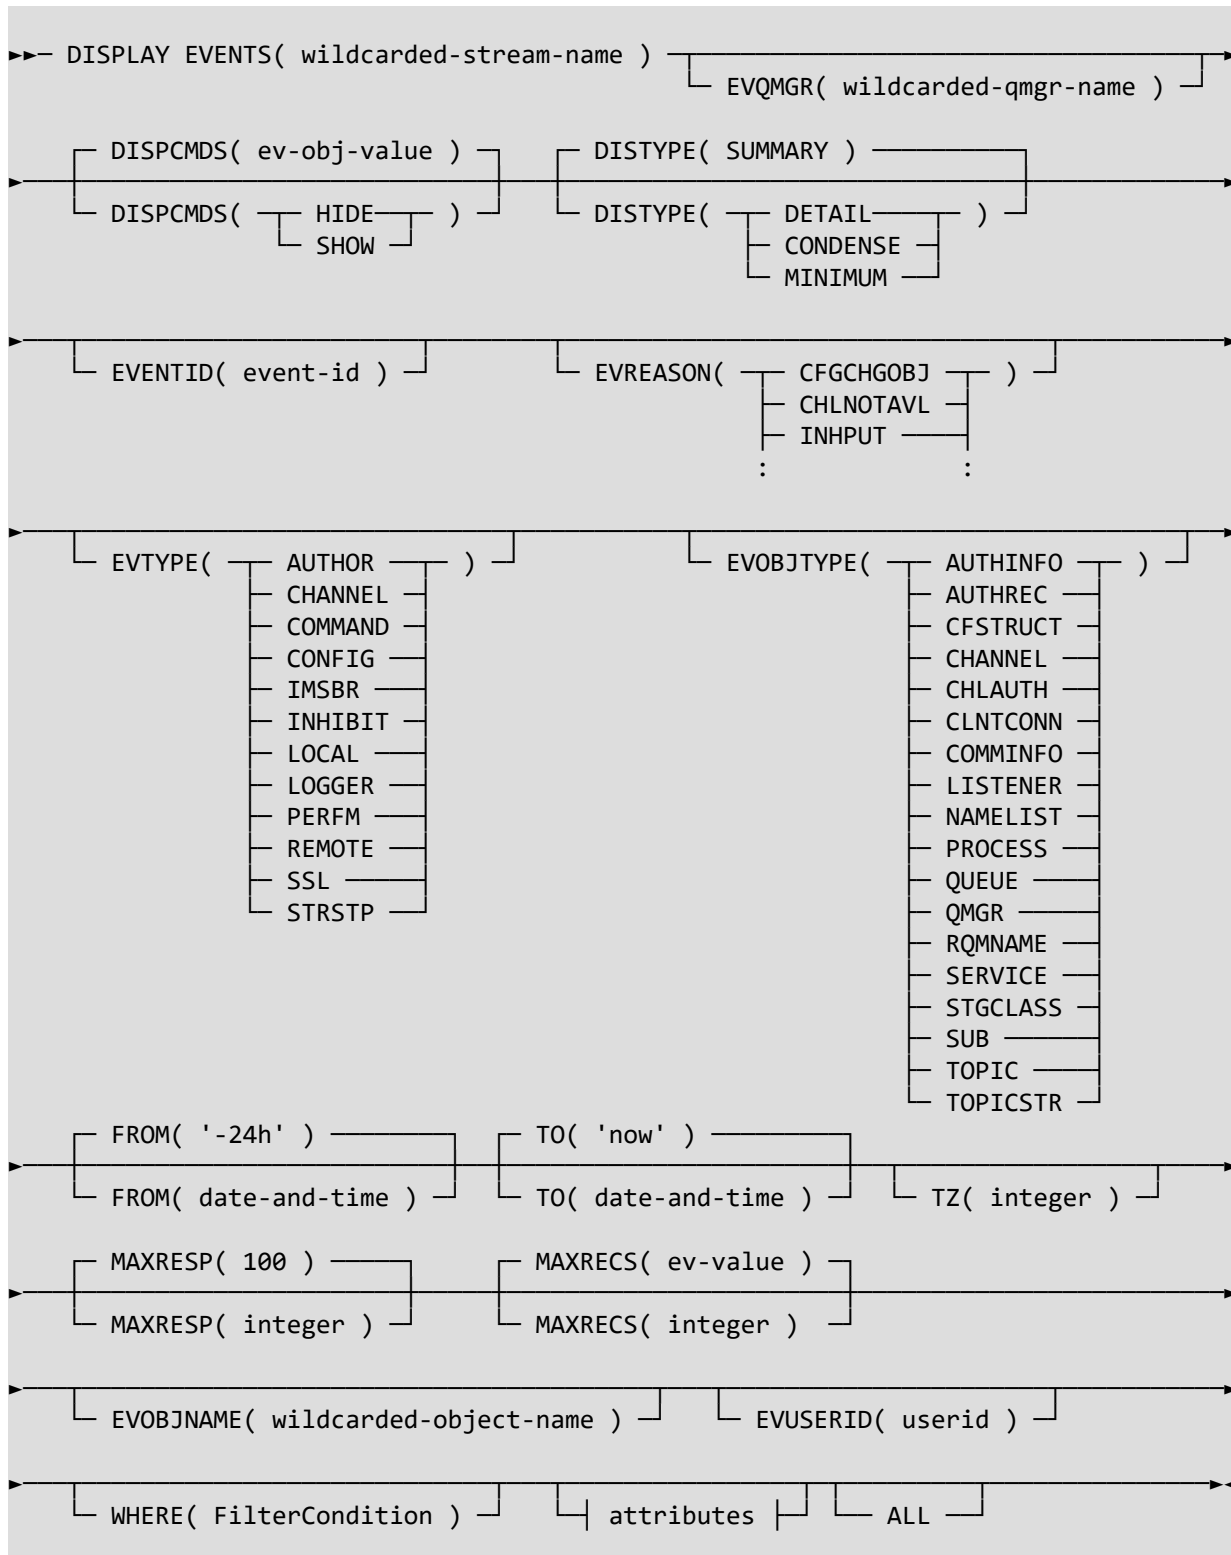 DISPLAY EVENTS( wildcarded-stream-name )
EVQMGR( wildcarded-qmgr-name )
DISPCMDS( ev-obj-value ) DISTYPE( SUMMARY )
DISPCMDS( HIDE ) DISTYPE( DETAIL )
SHOW CONDENSE
MINIMUM
EVENTID( event-id ) EVREASON( CFGCHGOBJ )
CHLNOTAVL
INHPUT
: :
EVTYPE( AUTHOR ) EVOBJTYPE( AUTHINFO )
CHANNEL AUTHREC
COMMAND CFSTRUCT
CONFIG CHANNEL
IMSBR CHLAUTH
INHIBIT CLNTCONN
LOCAL COMMINFO
LOGGER LISTENER
PERFM NAMELIST
REMOTE PROCESS
SSL QUEUE
STRSTP QMGR
RQMNAME
SERVICE
STGCLASS
SUB
TOPIC
TOPICSTR
FROM( '-24h' ) TO( 'now' )
FROM( date-and-time ) TO( date-and-time ) TZ( integer )
MAXRESP( 100 ) MAXRECS( ev-value )
MAXRESP( integer ) MAXRECS( integer )
EVOBJNAME( wildcarded-object-name ) EVUSERID( userid )
WHERE( FilterCondition ) attributes ALL